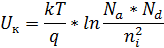 Uк = kT/q * ln (Na * Nd)/ni²